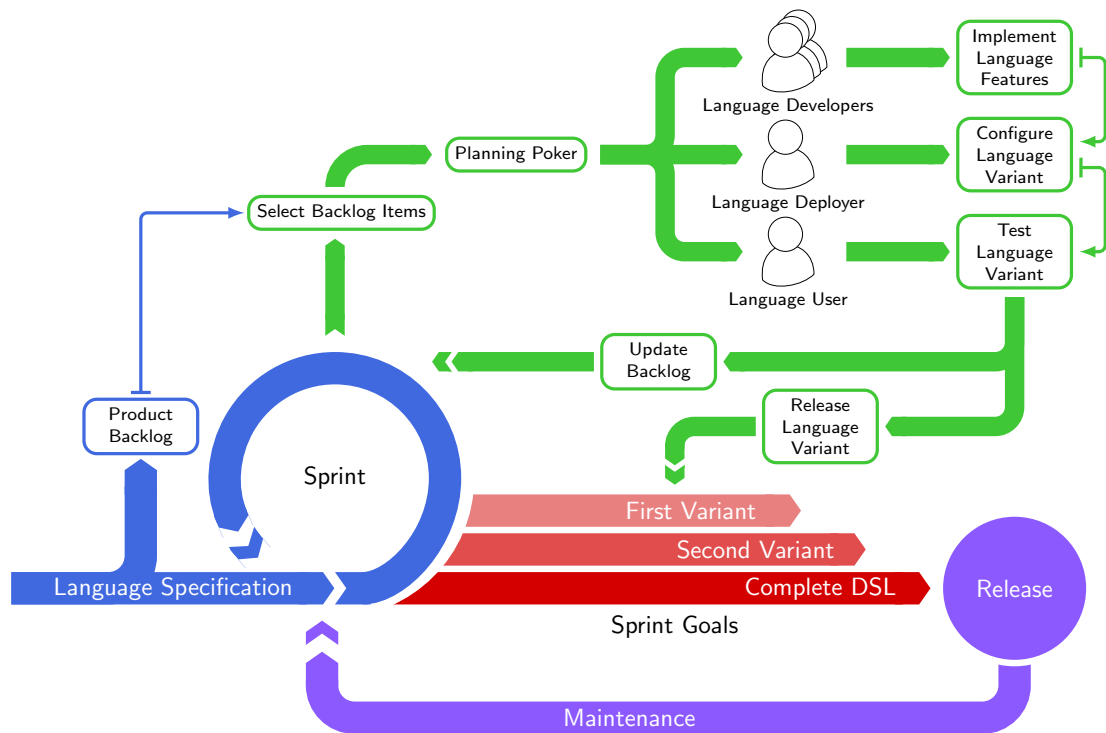 Implement
Language
Features
Language Developers
Planning Poker
Configure
Language
Variant
Language Deployer
Select Backlog Items
Test
Language
Variant
Language User
Update
Backlog
Product
Backlog
Release
Language
Variant
Sprint
First Variant
Second Variant
Language Specification
Complete DSL
Release
Sprint Goals
Maintenance